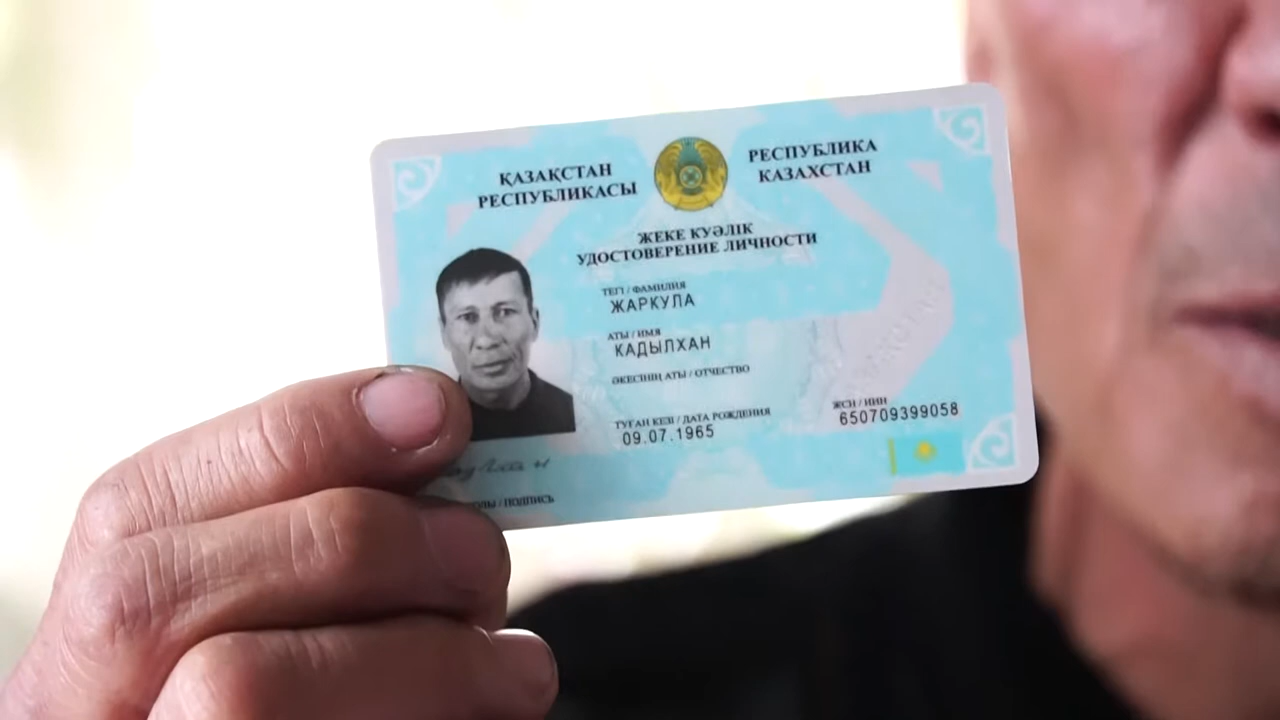 ҚАЗАҚСТАН
РЕСПУБЛИКАСЫ
РЕСПУБЛИКА
КАЗАХСТАН
ЖЕКЕ КУӘЛІК
УДОСТОВЕРЕНИЕ ЛИЧНОСТИ
ТЕГІ / ФАМИЛИЯ
ЖАРКУЛА
АТЫ / ИМЯ
КАДЫЛХАН
ӘКЕСІНІҢ АТЫ / ОТЧЕСТВО
ТУҒАН КЕЗІ / ДАТА РОЖДЕНИЯ
09.07.1965
ЖСН / ИИН
650709399058
/ ПОДПИСЬ